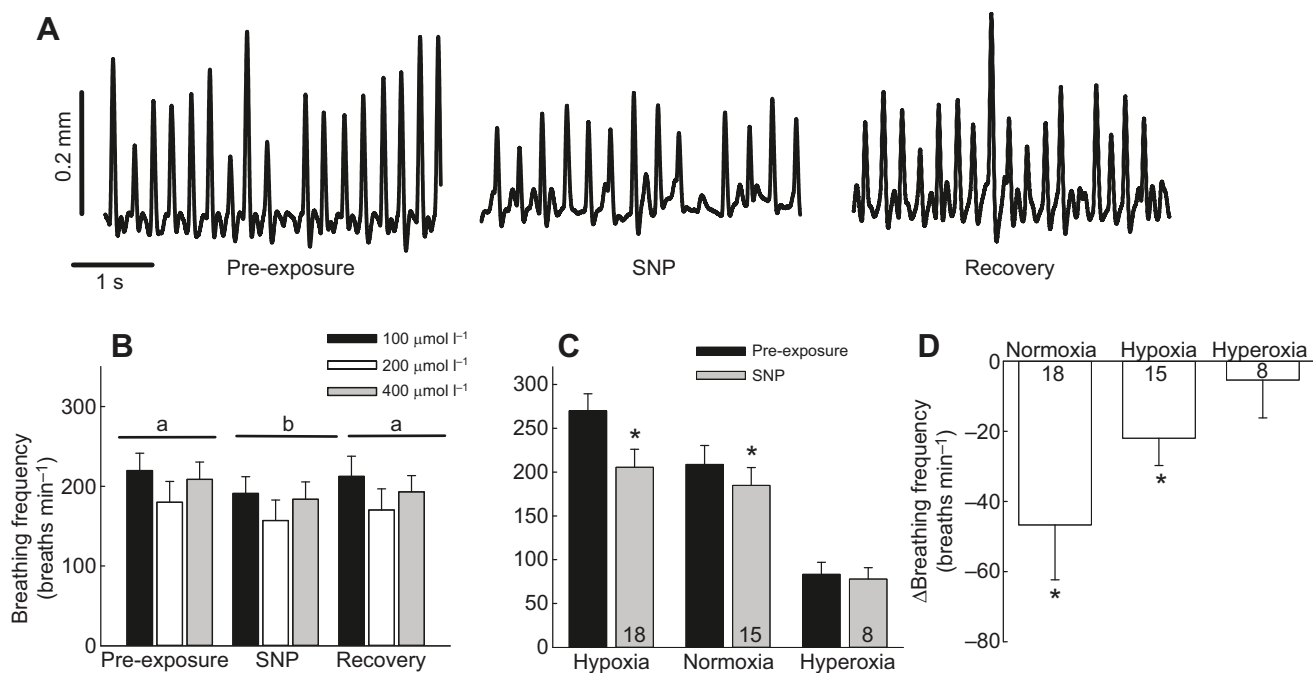 A
0.2 mm
1 s
Pre-exposure
SNP
Recovery
B
100 μmol l⁻¹
200 μmol l⁻¹
400 μmol l⁻¹
Breathing frequency
(breaths min⁻¹)
300
200
100
0
a
b
a
Pre-exposure
SNP
Recovery
C
Pre-exposure
SNP
300
250
200
150
100
50
0
*
*
18
15
8
Hypoxia
Normoxia
Hyperoxia
D
Normoxia
Hypoxia
Hyperoxia
18
15
8
ΔBreathing frequency
(breaths min⁻¹)
0
–20
–40
–60
–80
*
*